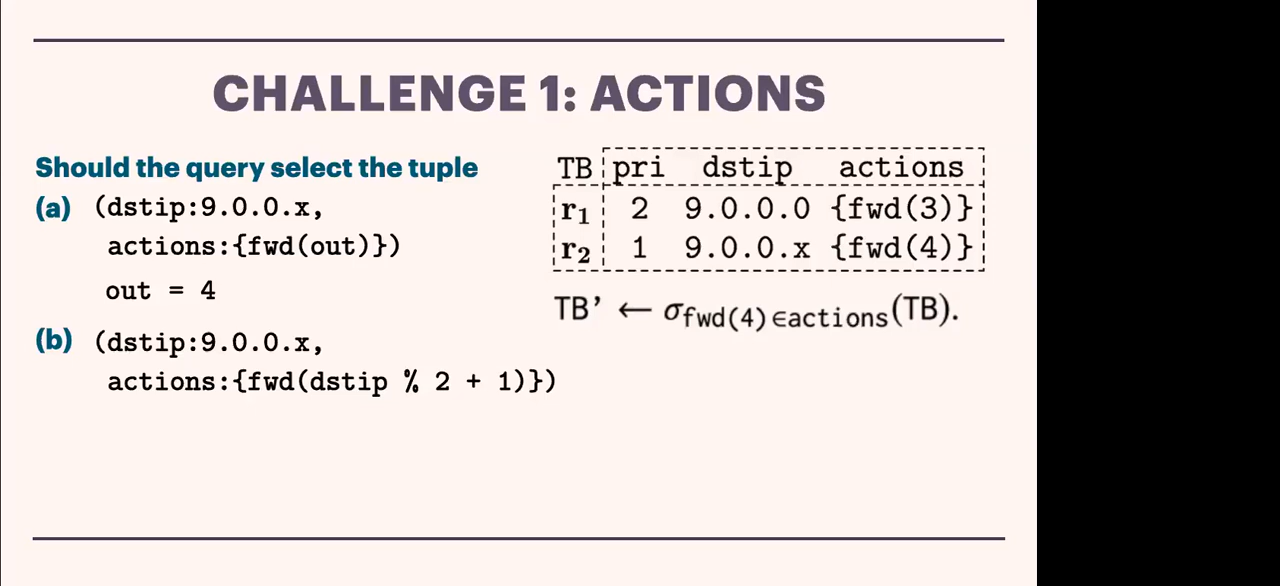 CHALLENGE 1: ACTIONS
Should the query select the tuple
(a) (dstip:9.0.0.x,
actions:{fwd(out)})
out = 4
(b) (dstip:9.0.0.x,
actions:{fwd(dstip % 2 + 1)})
TB pri dstip actions
r₁ 2 9.0.0.0 {fwd(3)}
r₂ 1 9.0.0.x {fwd(4)}
TB’ ← σfwd(4)∈actions(TB).